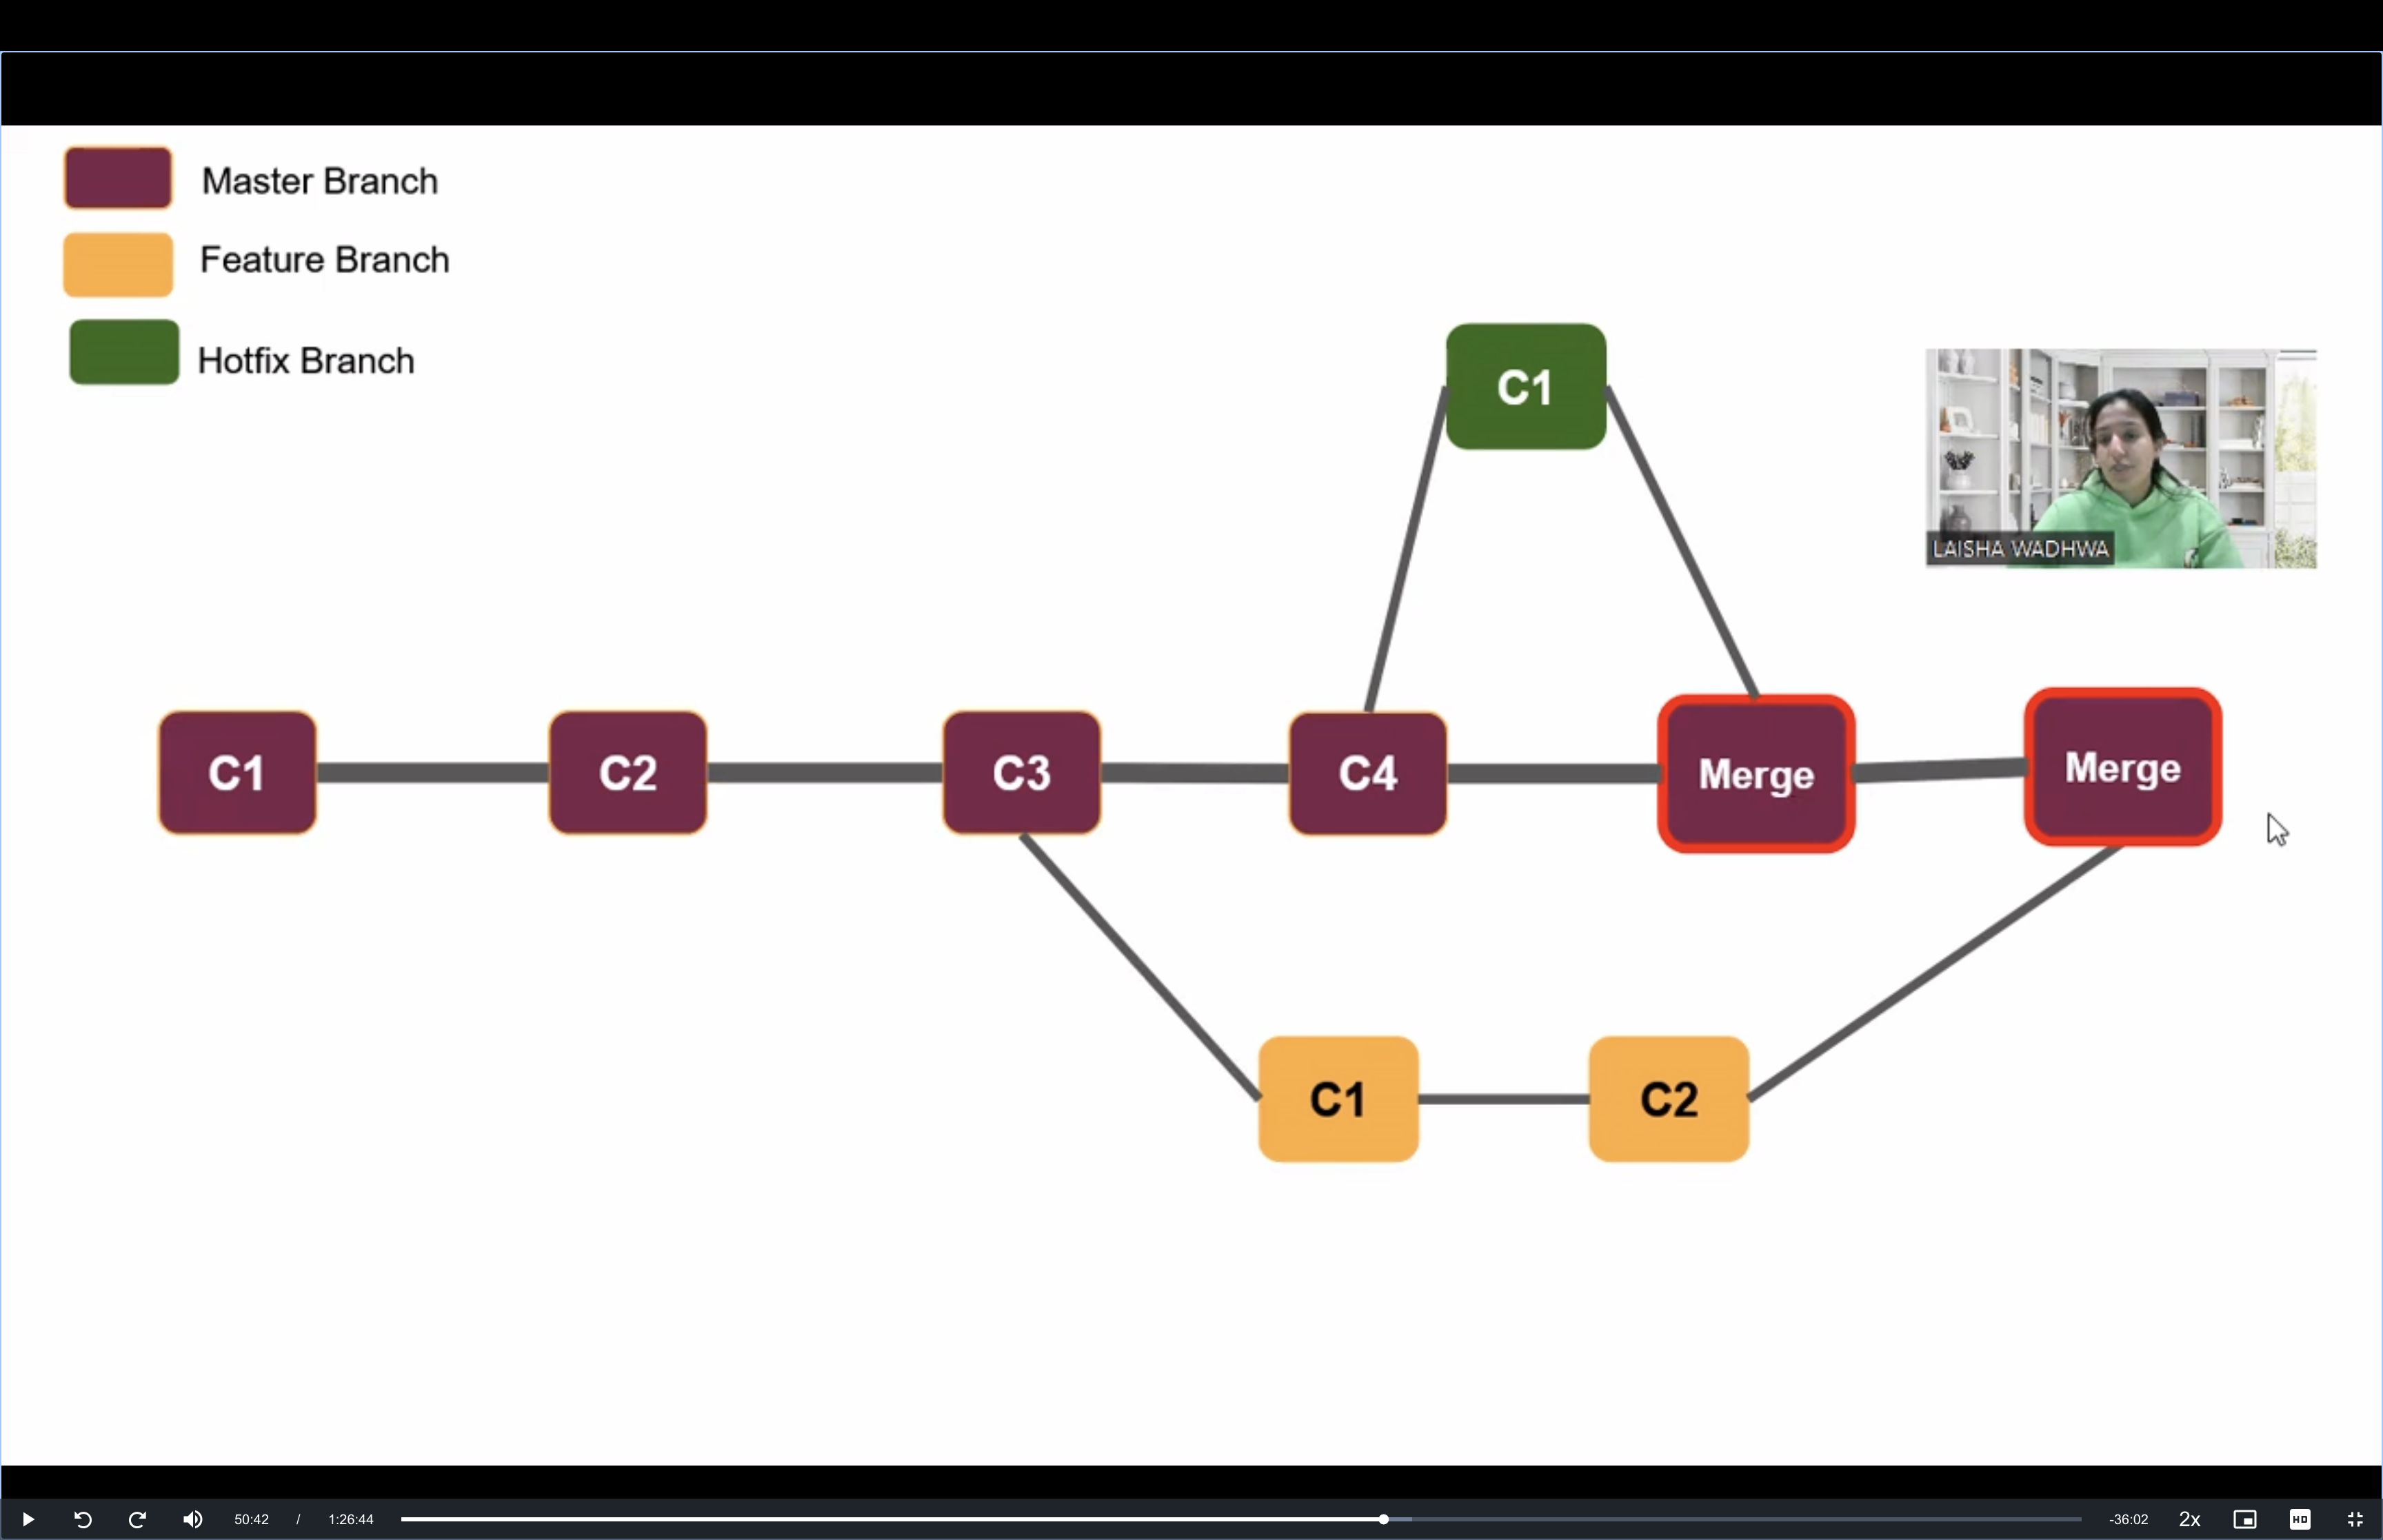 Master Branch
Feature Branch
Hotfix Branch
C1
LAISHA WADHWA
C1
C2
C3
C4
Merge
Merge
C1
C2
50:42 / 1:26:44
-36:02
2x
HD